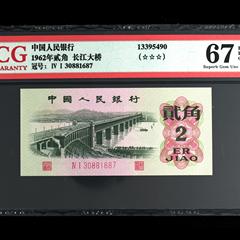 CG
GUARANTY
中国人民银行
1962年贰角 长江大桥
冠号：IV I 30881687
13395490
(☆☆☆)
67
Superb Gem Unc
中国人民银行
贰角
2
ER
JIAO
IV I 30881687